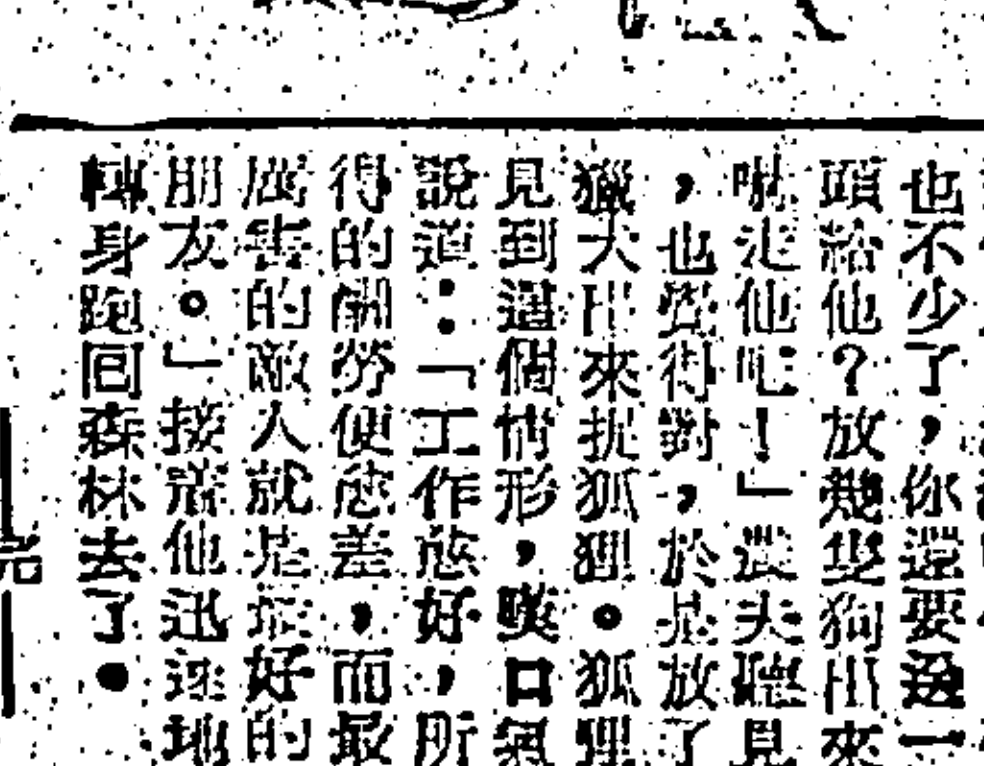 也不少了，你還要送一
頭給他？放幾隻狗出來
嚇走他吧！」農夫聽見
，也覺得對，於是放了
獵犬出來捉狐狸。狐狸
見到這個情形，嘆口氣
說道：「工作愈好，所
得的酬勞便愈差，而最
厲害的敵人就是最好的
朋友。」接着他迅速地
轉身跑回森林去了。
完